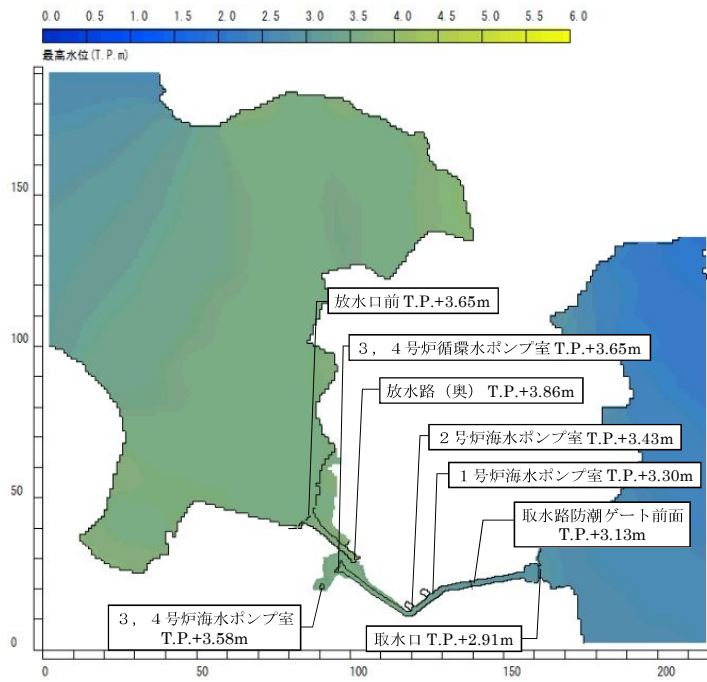 0.0 0.5 1.0 1.5 2.0 2.5 3.0 3.5 4.0 4.5 5.0 5.5 6.0
最高水位(T.P.m)
150
100
50
0
放水口前 T.P.+3.65m
3，4号炉循環水ポンプ室 T.P.+3.65m
放水路（奥） T.P.+3.86m
2号炉海水ポンプ室 T.P.+3.43m
1号炉海水ポンプ室 T.P.+3.30m
取水路防潮ゲート前面
T.P.+3.13m
3，4号炉海水ポンプ室
T.P.+3.58m
取水口 T.P.+2.91m
0 50 100 150 200